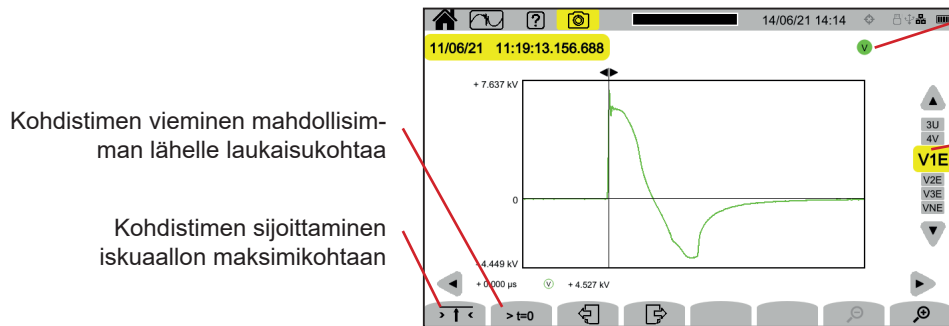 14/06/21 14:14
11/06/21 11:19:13.156.688
V
+ 7.637 kV
0
- 4.449 kV
+ 0.000 µs V + 4.527 kV
3U
4V
V1E
V2E
V3E
VNE
> t=0
Kohdistimen vieminen mahdollisim-
man lähelle laukaisukohtaa
Kohdistimen sijoittaminen
iskuaallon maksimikohtaan